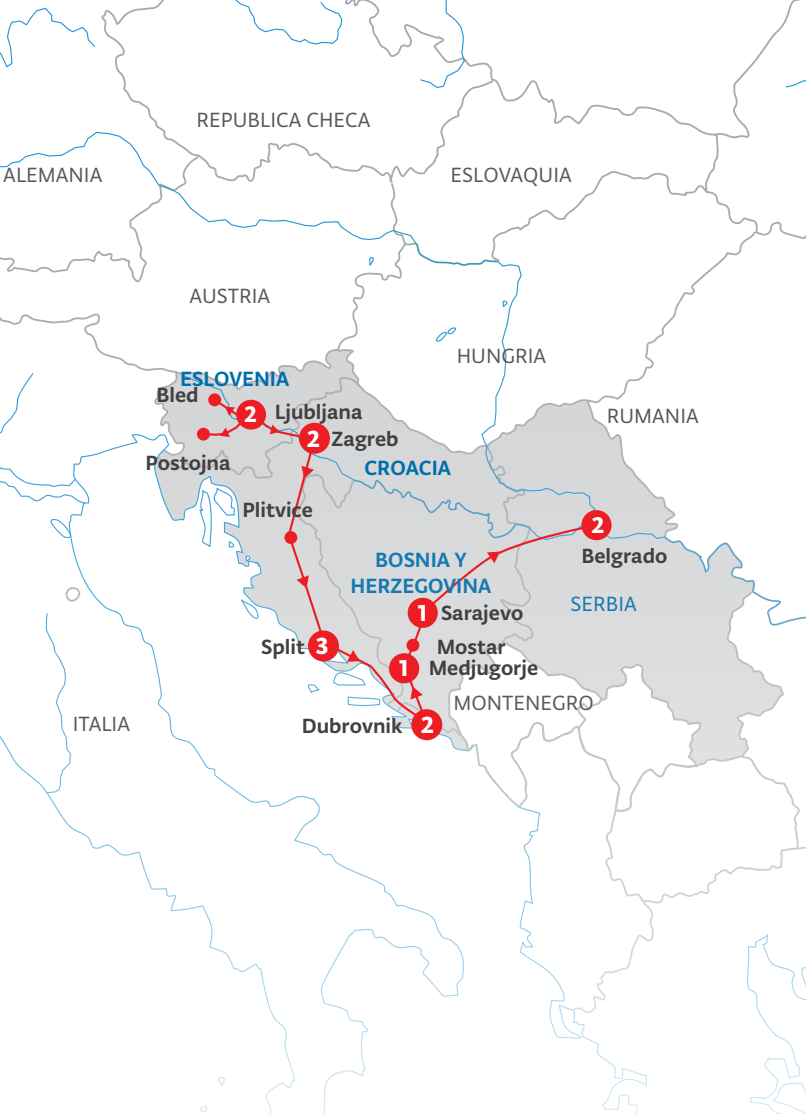 REPUBLICA CHECA
ALEMANIA
ESLOVAQUIA
AUSTRIA
HUNGRIA
ESLOVENIA
Bled
2
Ljubljana
RUMANIA
2
Zagreb
Postojna
CROACIA
Plitvice
2
Belgrado
BOSNIA Y
HERZEGOVINA
SERBIA
1
Sarajevo
Split
3
Mostar
1
Medjugorje
MONTENEGRO
ITALIA
Dubrovnik
2